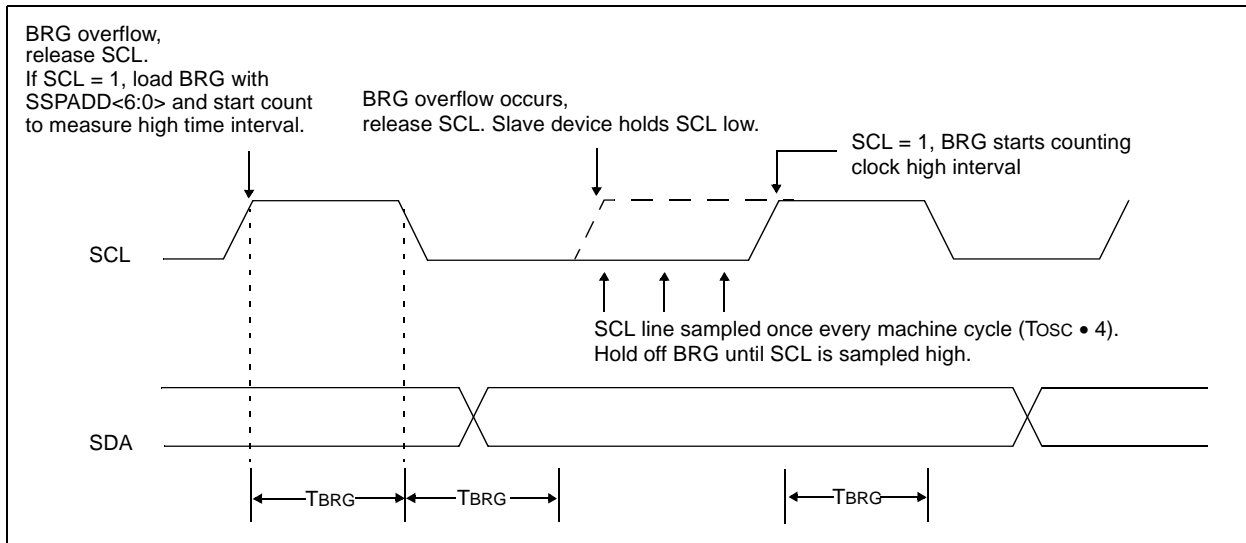 BRG overflow,
release SCL.
If SCL = 1, load BRG with
SSPADD<6:0> and start count
to measure high time interval.
BRG overflow occurs,
release SCL. Slave device holds SCL low.
SCL = 1, BRG starts counting
clock high interval
SCL
SCL line sampled once every machine cycle (TOSC • 4).
Hold off BRG until SCL is sampled high.
SDA
TBRG
TBRG
TBRG